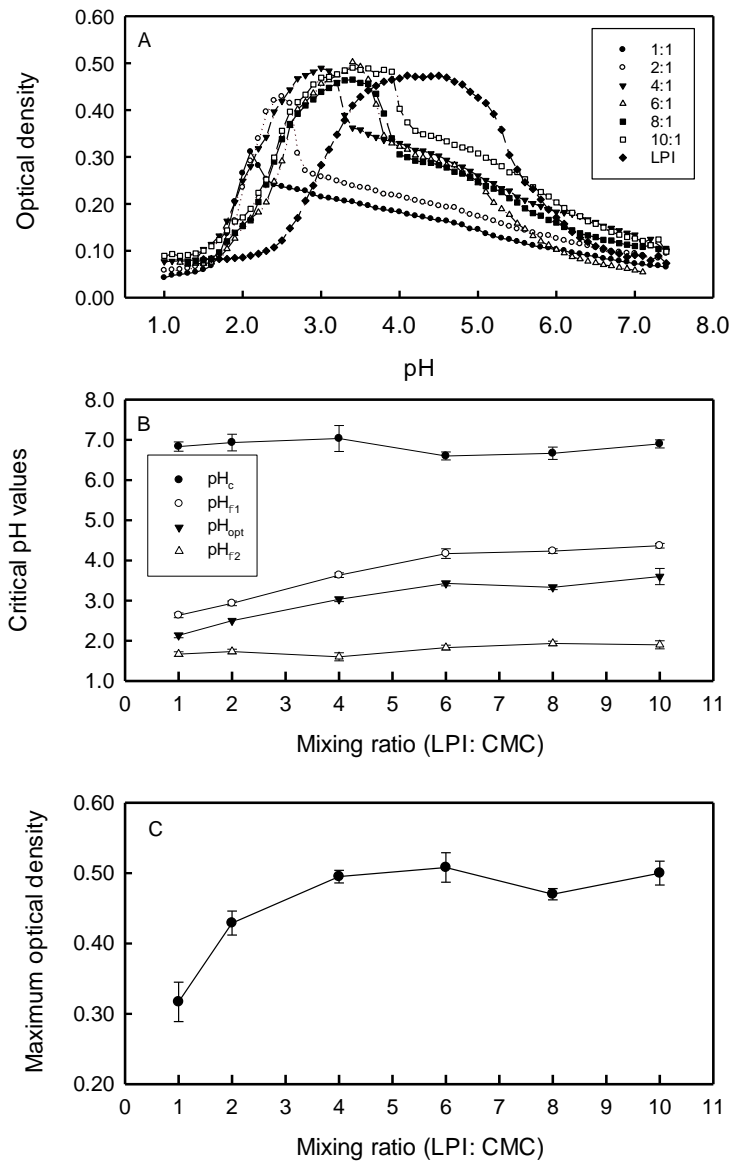 A
0.60
0.50
0.40
0.30
0.20
0.10
0.00
Optical density
1:1
2:1
4:1
6:1
8:1
10:1
LPI
1.0 2.0 3.0 4.0 5.0 6.0 7.0 8.0
pH
B
8.0
7.0
6.0
5.0
4.0
3.0
2.0
1.0
Critical pH values
pHc
pHF1
pHopt
pHF2
0 1 2 3 4 5 6 7 8 9 10 11
Mixing ratio (LPI: CMC)
C
0.60
0.50
0.40
0.30
0.20
Maximum optical density
0 1 2 3 4 5 6 7 8 9 10 11
Mixing ratio (LPI: CMC)